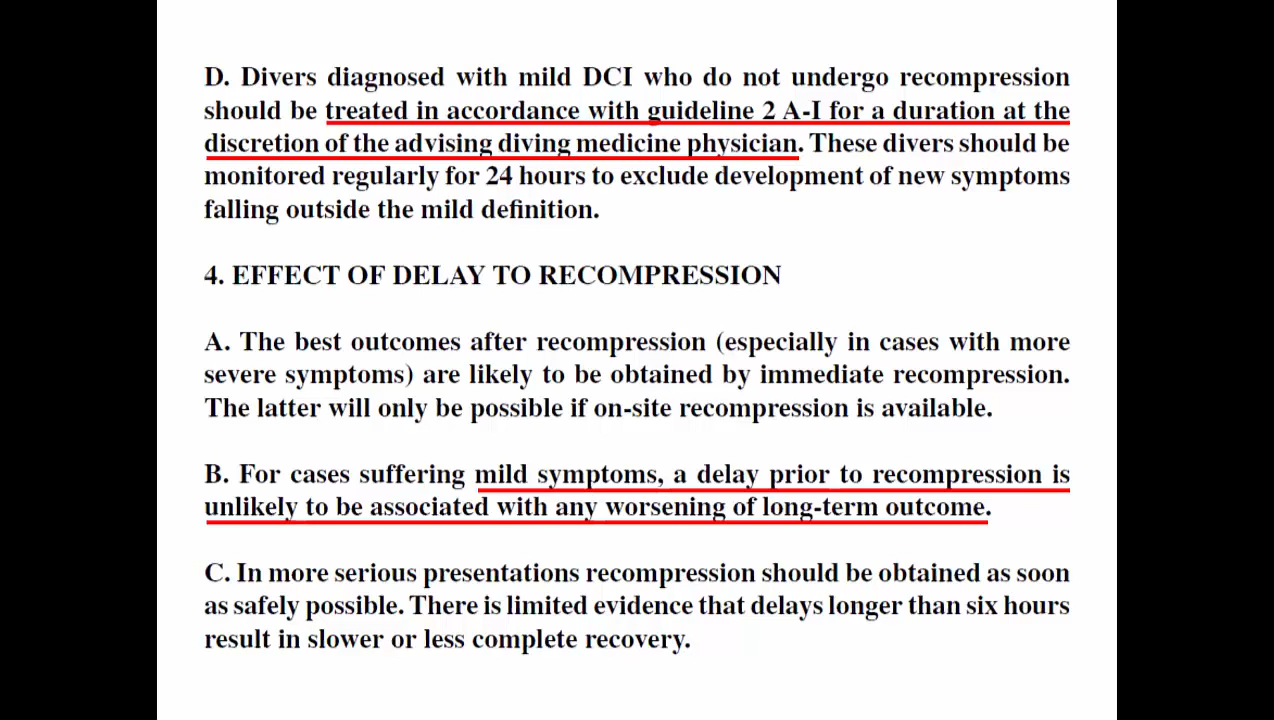 D. Divers diagnosed with mild DCI who do not undergo recompression
should be treated in accordance with guideline 2 A-I for a duration at the
discretion of the advising diving medicine physician. These divers should be
monitored regularly for 24 hours to exclude development of new symptoms
falling outside the mild definition.
4. EFFECT OF DELAY TO RECOMPRESSION
A. The best outcomes after recompression (especially in cases with more
severe symptoms) are likely to be obtained by immediate recompression.
The latter will only be possible if on-site recompression is available.
B. For cases suffering mild symptoms, a delay prior to recompression is
unlikely to be associated with any worsening of long-term outcome.
C. In more serious presentations recompression should be obtained as soon
as safely possible. There is limited evidence that delays longer than six hours
result in slower or less complete recovery.